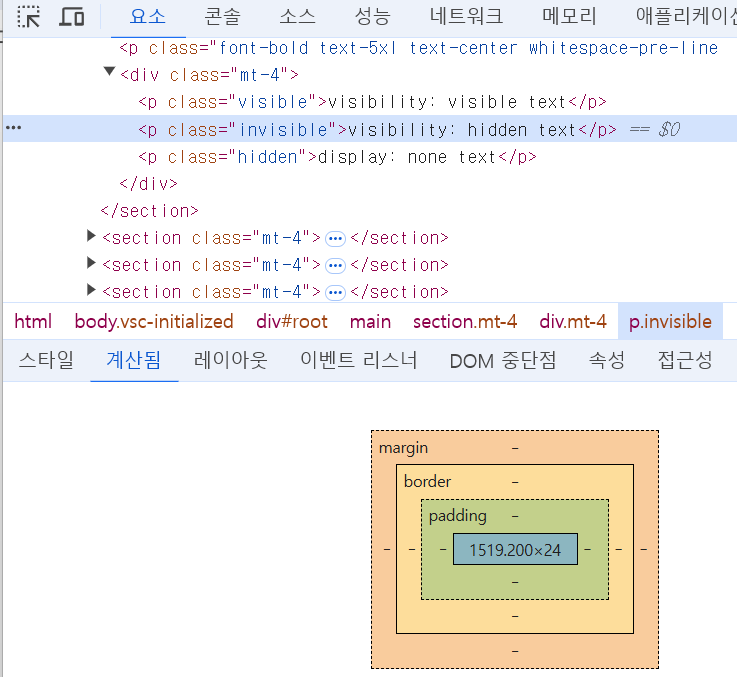 요소 콘솔 소스 성능 네트워크 메모리 애플리케이션
<p class="font-bold text-5xl text-center whitespace-pre-line
▼<div class="mt-4">
<p class="visible">visibility: visible text</p>
••• <p class="invisible">visibility: hidden text</p> == $0
<p class="hidden">display: none text</p>
</div>
</section>
▶<section class="mt-4"> ••• </section>
▶<section class="mt-4"> ••• </section>
▶<section class="mt-4"> ••• </section>
html body.vsc-initialized div#root main section.mt-4 div.mt-4 p.invisible
스타일 계산됨 레이아웃 이벤트 리스너 DOM 중단점 속성 접근성
margin -
border -
padding -
- - - 1519.200×24 - - -
-
-
-